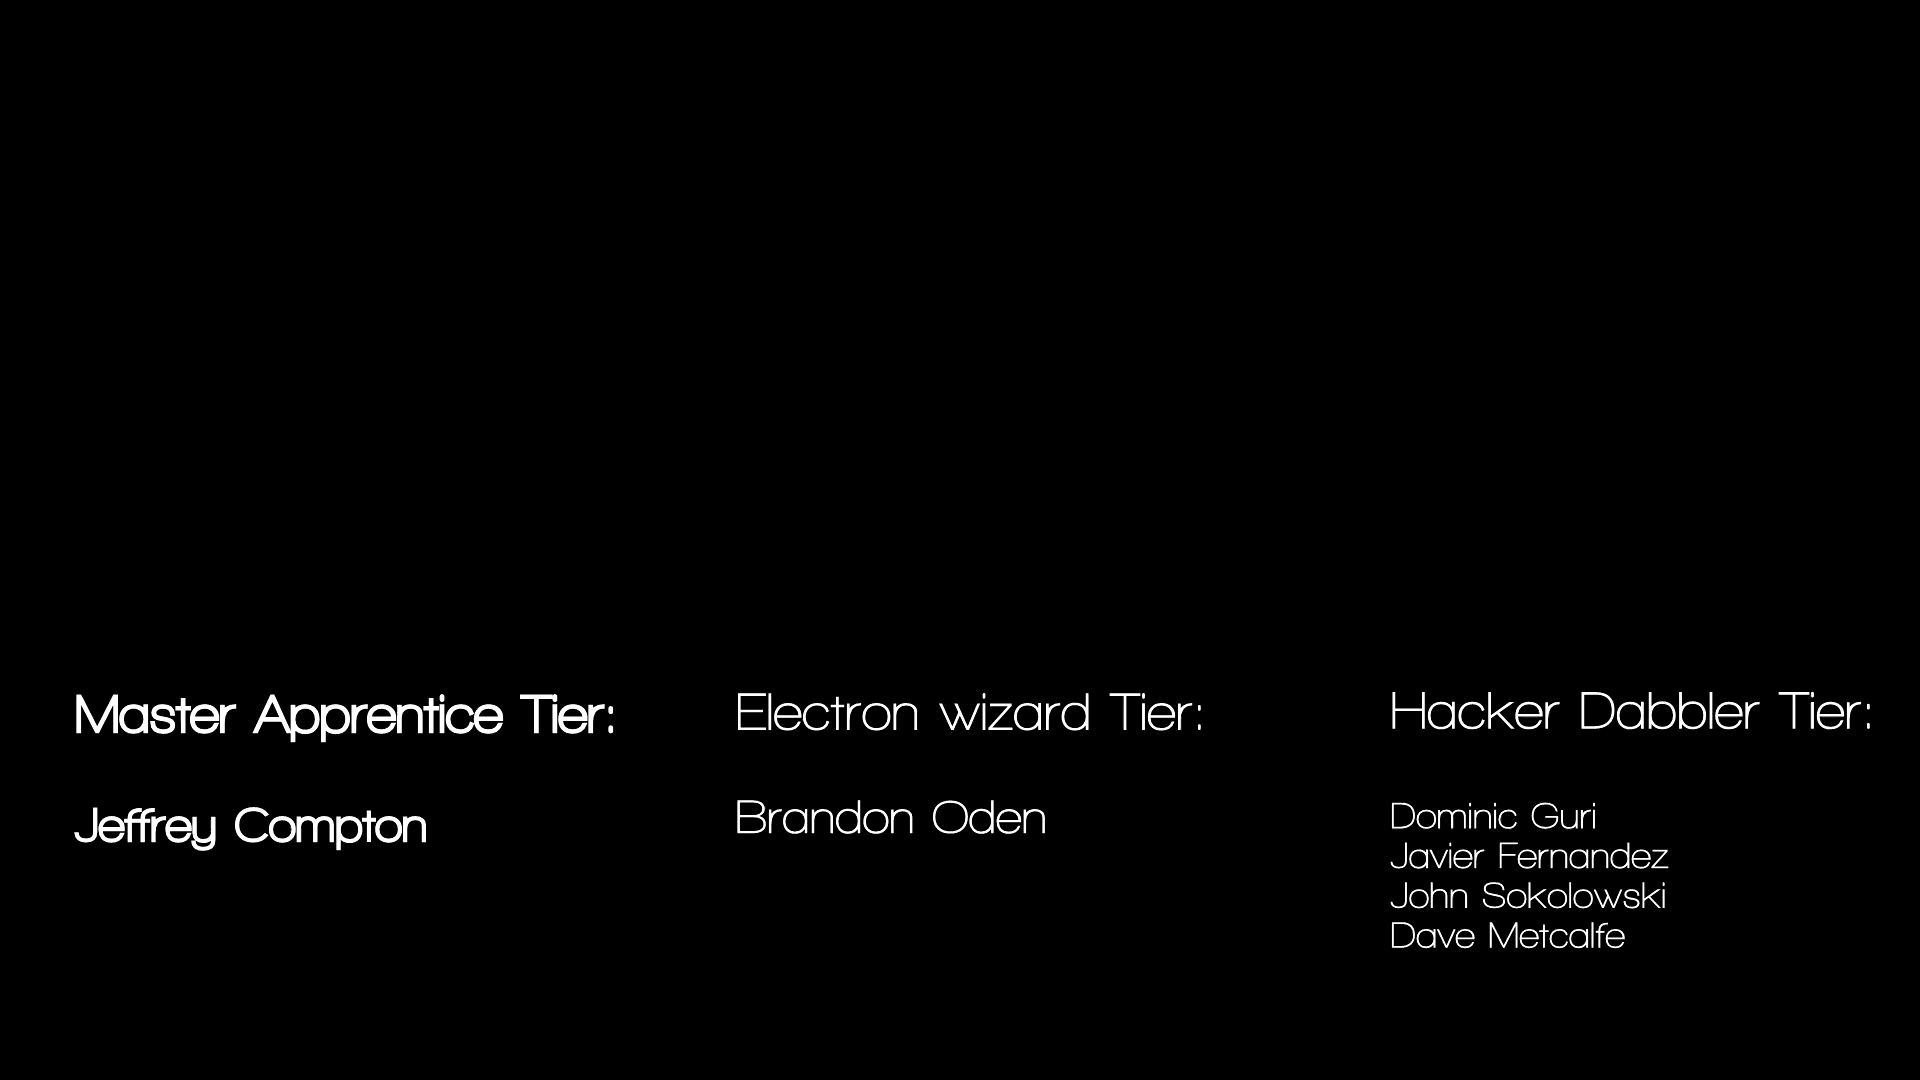 Master Apprentice Tier:
Jeffrey Compton
Electron wizard Tier:
Brandon Oden
Hacker Dabbler Tier:
Dominic Guri
Javier Fernandez
John Sokolowski
Dave Metcalfe